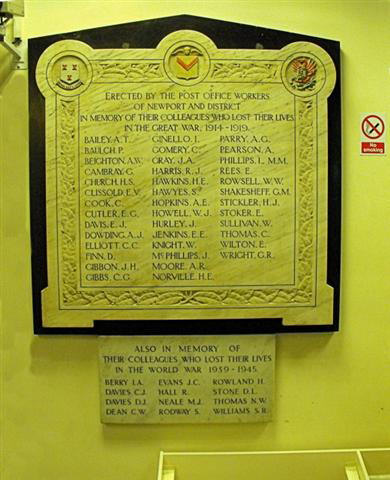 ERECTED BY THE POST OFFICE WORKERS
OF NEWPORT AND DISTRICT
IN MEMORY OF THEIR COLLEAGUES WHO LOST THEIR LIVES
IN THE GREAT WAR, 1914-1919.
BAILEY, A.T. GINELLO, J. PARRY, A.G.
BAULCH, P. GOMERY, C. PEARSON, A.
BEIGHTON, A.W. GRAY, J.A. PHILLIPS, I., M.M.
CAMBRAY, G. HARRIS, R.J. REES, E.
CHURCH, H.S. HAWKINS, H.E. ROWSELL, W.W.
CLISSOLD, E.V. HAWYES, S. SHAKESHEFF, G.M.
COOK, C. HOPKINS, A.E. STICKLER, H.J.
CUTLER, E.G. HOWELL, W.J. STOKER, E.
DAVIS, E.J. HURLEY, J. SULLIVAN, W.
DOWDING, A.J. JENKINS, E.E. THOMAS, C.
ELLIOTT, C.C. KNIGHT, W. WILTON, E.
FINN, D. McPHILLIPS, J. WRIGHT, G.R.
GIBBON, J.H. MOORE, A.R.
GIBBS, C.G. NORVILLE, H.E.
No smoking
ALSO IN MEMORY OF
THEIR COLLEAGUES WHO LOST THEIR LIVES
IN THE WORLD WAR 1939-1945.
BERRY I.A. EVANS J.C. ROWLAND H.
DAVIES C.J. HALL R. STONE D.L.
DAVIES D.J. NEALE M.J. THOMAS N.W.
DEAN C.W. RODWAY S. WILLIAMS S.R.